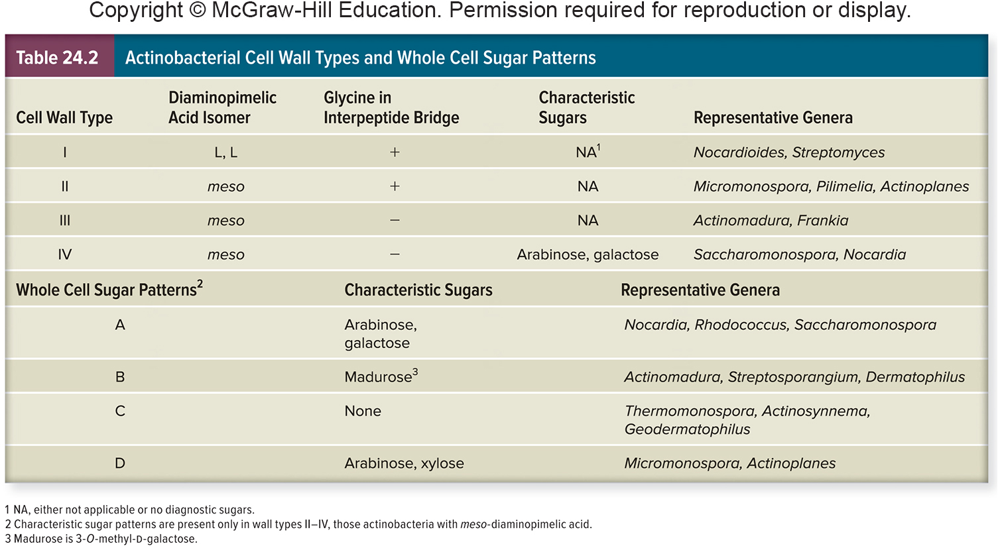 Copyright © McGraw-Hill Education. Permission required for reproduction or display.
Table 24.2 Actinobacterial Cell Wall Types and Whole Cell Sugar Patterns
Cell Wall Type Diaminopimelic Acid Isomer Glycine in Interpeptide Bridge Characteristic Sugars Representative Genera
I L, L + NA1 Nocardioides, Streptomyces
II meso + NA Micromonospora, Pilimelia, Actinoplanes
III meso − NA Actinomadura, Frankia
IV meso − Arabinose, galactose Saccharomonospora, Nocardia
Whole Cell Sugar Patterns2 Characteristic Sugars Representative Genera
A Arabinose, galactose Nocardia, Rhodococcus, Saccharomonospora
B Madurose3 Actinomadura, Streptosporangium, Dermatophilus
C None Thermomonospora, Actinosynnema, Geodermatophilus
D Arabinose, xylose Micromonospora, Actinoplanes
1 NA, either not applicable or no diagnostic sugars.
2 Characteristic sugar patterns are present only in wall types II–IV, those actinobacteria with meso-diaminopimelic acid.
3 Madurose is 3-O-methyl-D-galactose.